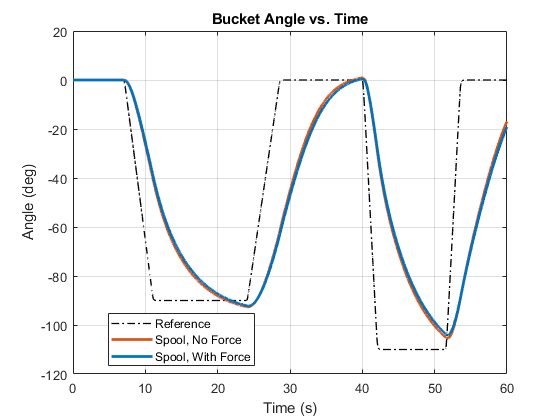 Bucket Angle vs. Time
20
0
-20
-40
-60
-80
-100
-120
Angle (deg)
Reference
Spool, No Force
Spool, With Force
0 10 20 30 40 50 60
Time (s)